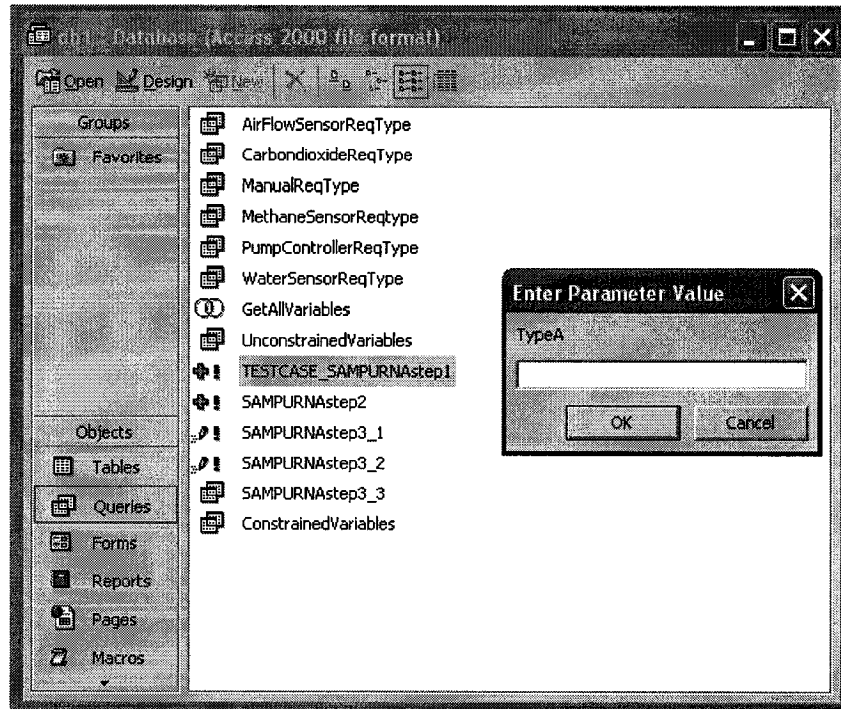 db1 : Database (Access 2000 file format)
Open Design New
Groups
Favorites
Objects
Tables
Queries
Forms
Reports
Pages
Macros
AirFlowSensorReqType
CarbondioxideReqType
ManualReqType
MethaneSensorReqtype
PumpControllerReqType
WaterSensorReqType
GetAllVariables
UnconstrainedVariables
TESTCASE_SAMPURNAstep1
SAMPURNAstep2
SAMPURNAstep3_1
SAMPURNAstep3_2
SAMPURNAstep3_3
ConstrainedVariables
Enter Parameter Value
TypeA
OK Cancel